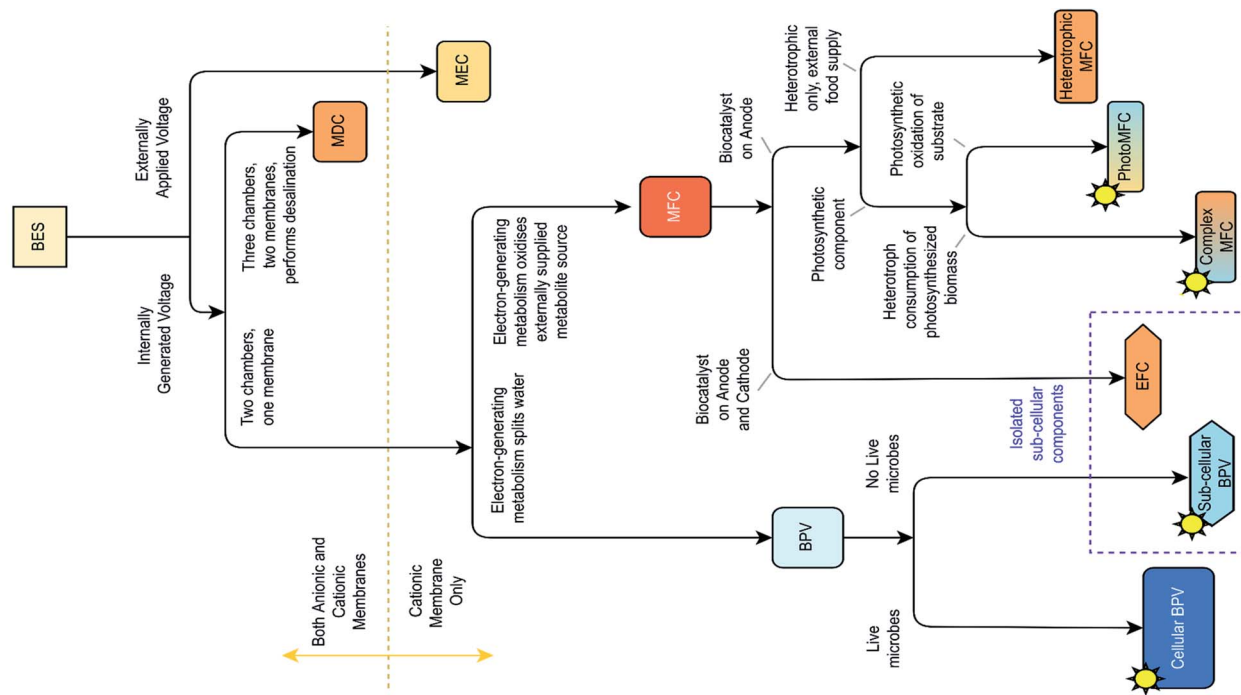 BES
Internally
Generated Voltage
Externally
Applied Voltage
Two chambers,
one membrane
Three chambers,
two membranes,
performs desalination
MDC
MEC
Both Anionic and
Cationic
Membranes
Cationic
Membrane
Only
Electron-generating
metabolism splits water
Electron-generating
metabolism oxidises
externally supplied
metabolite source
MFC
Biocatalyst
on Anode
and Cathode
Biocatalyst
on Anode
BPV
Photosynthetic
component
Heterotrophic
only, external
food supply
Live
microbes
No Live
microbes
Heterotroph
consumption of
photosynthesized
biomass
Photosynthetic
oxidation of
substrate
Isolated
sub-cellular
components
Cellular BPV
Sub-cellular
BPV
EFC
Complex
MFC
PhotoMFC
Heterotrophic
MFC